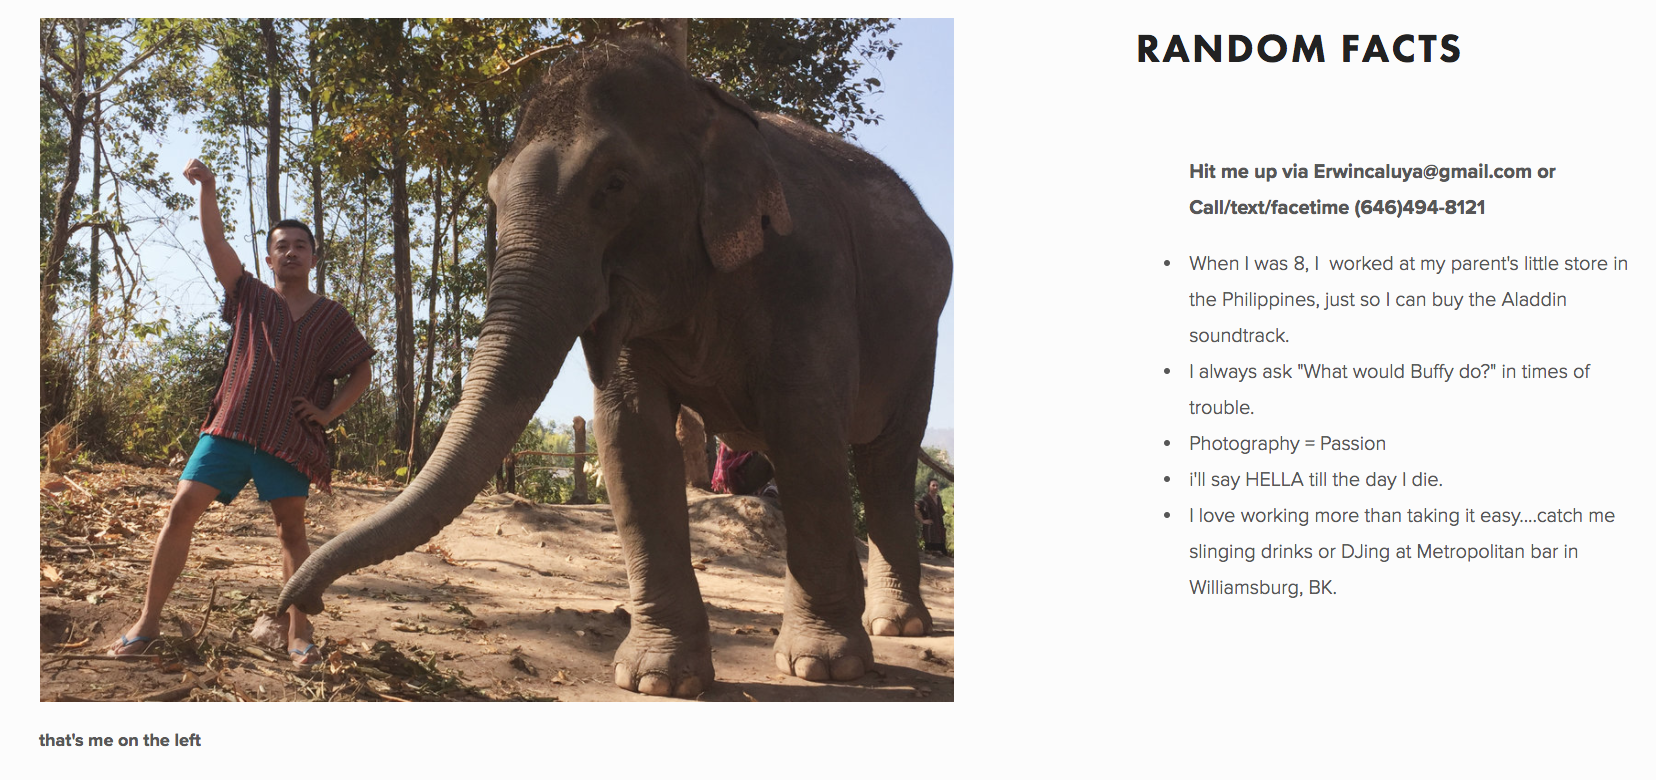 RANDOM FACTS
Hit me up via Erwincaluya@gmail.com or
Call/text/facetime (646)494-8121
• When I was 8, I  worked at my parent's little store in
the Philippines, just so I can buy the Aladdin
soundtrack.
• I always ask "What would Buffy do?" in times of
trouble.
• Photography = Passion
• i'll say HELLA till the day I die.
• I love working more than taking it easy....catch me
slinging drinks or DJing at Metropolitan bar in
Williamsburg, BK.
that's me on the left